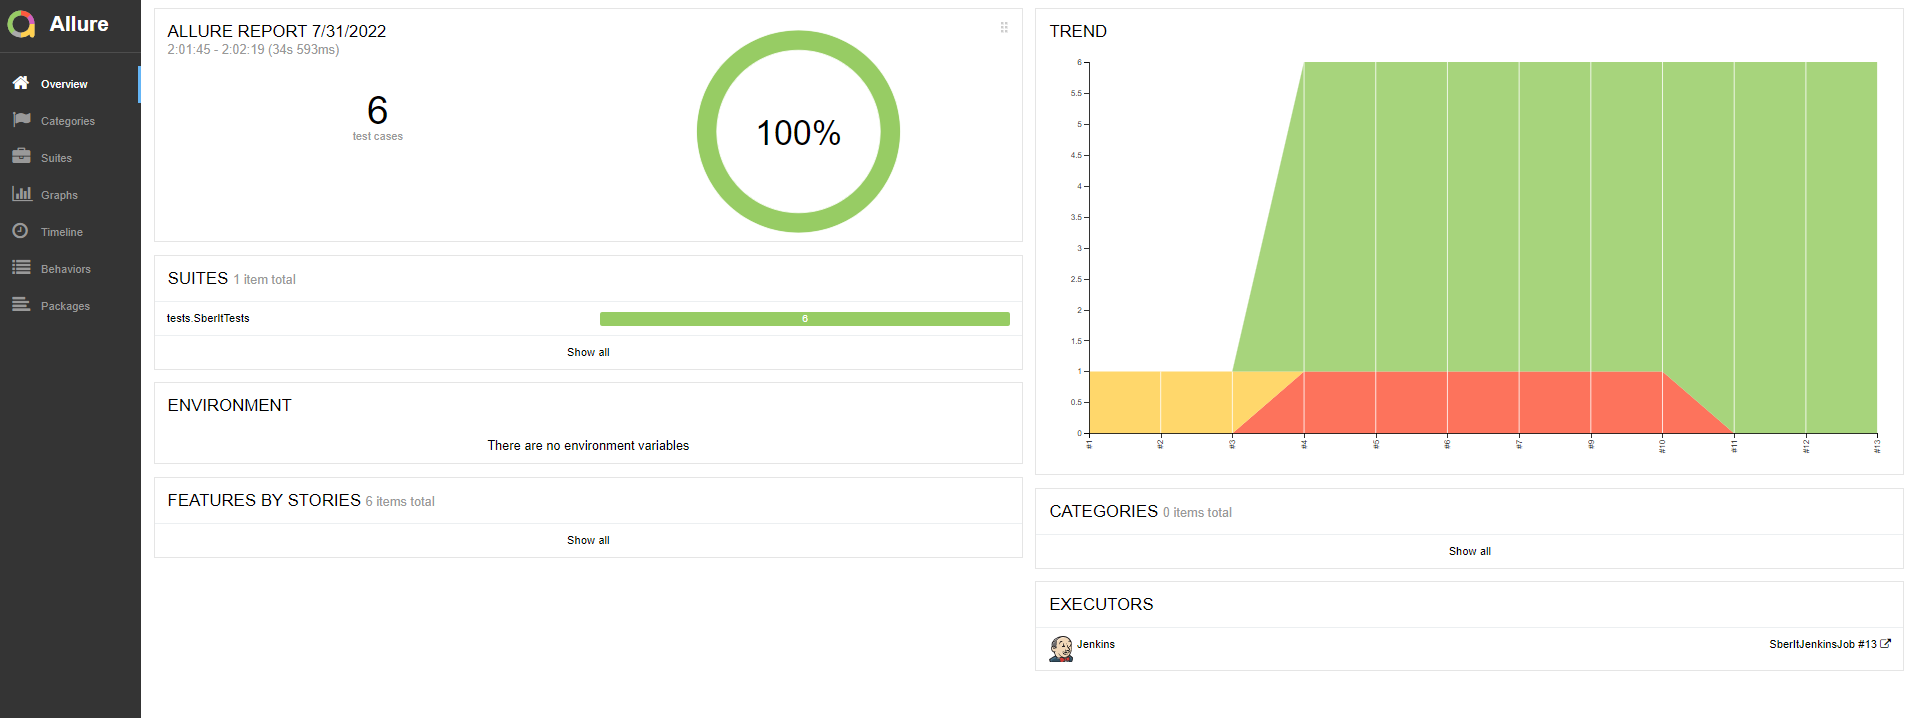 Allure
Overview
Categories
Suites
Graphs
Timeline
Behaviors
Packages
ALLURE REPORT 7/31/2022
2:01:45 - 2:02:19 (34s 593ms)
6
test cases
100%
SUITES 1 item total
tests.SberItTests
6
Show all
ENVIRONMENT
There are no environment variables
FEATURES BY STORIES 6 items total
Show all
TREND
6
5.5
5
4.5
4
3.5
3
2.5
2
1.5
1
0.5
0
#1
#2
#3
#4
#5
#6
#7
#9
#10
#11
#12
#13
CATEGORIES 0 items total
Show all
EXECUTORS
Jenkins
SberItJenkinsJob #13